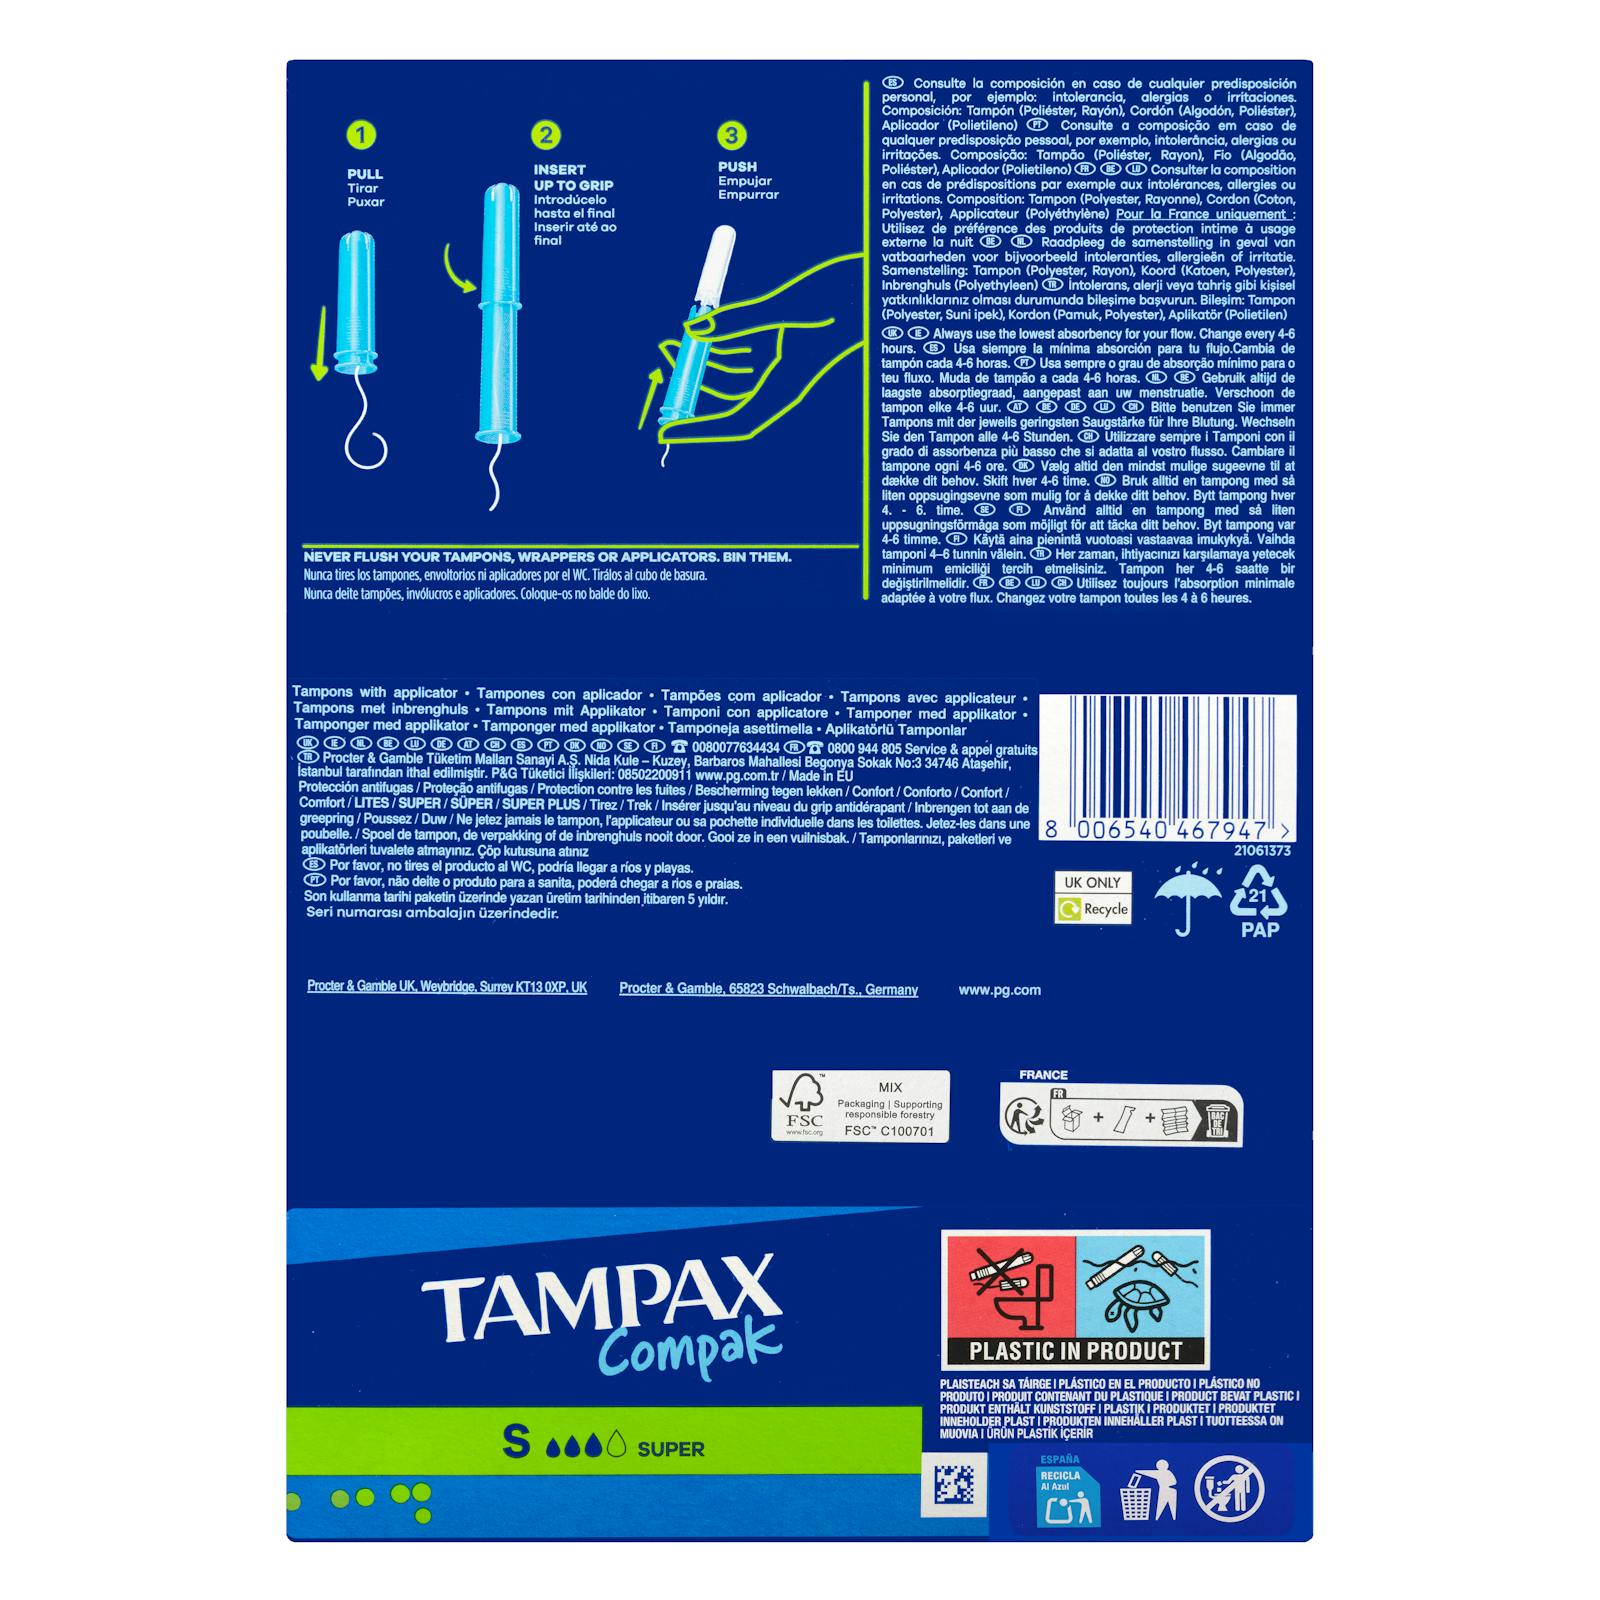 1
PULL
Tirar
Puxar
2
INSERT
UP TO GRIP
Introdúcelo
hasta el final
Inserir até ao
final
3
PUSH
Empujar
Empurrar
NEVER FLUSH YOUR TAMPONS, WRAPPERS OR APPLICATORS. BIN THEM.
Nunca tires los tampones, envoltorios ni aplicadores por el WC. Tirálos al cubo de basura.
Nunca deite tampões, invólucros e aplicadores. Coloque-os no balde do lixo.
ES Consulte la composición en caso de cualquier predisposición
personal, por ejemplo: intolerancia, alergias o irritaciones.
Composición: Tampón (Poliéster, Rayón), Cordón (Algodón, Poliéster),
Aplicador (Polietileno) PT Consulte a composição em caso de
qualquer predisposição pessoal, por exemplo, intolerância, alergias ou
irritações. Composição: Tampão (Poliéster, Rayon), Fio (Algodão,
Poliéster), Aplicador (Polietileno) FR BE LU Consulter la composition
en cas de prédispositions par exemple aux intolérances, allergies ou
irritations. Composition: Tampon (Polyester, Rayonne), Cordon (Coton,
Polyester), Applicateur (Polyéthylène) Pour la France uniquement :
Utilisez de préférence des produits de protection intime à usage
externe la nuit BE NL Raadpleeg de samenstelling in geval van
vatbaarheden voor bijvoorbeeld intoleranties, allergieën of irritatie.
Samenstelling: Tampon (Polyester, Rayon), Koord (Katoen, Polyester),
Inbrenghuls (Polyethyleen) TR İntolerans, alerji veya tahriş gibi kişisel
yatkınlıklarınız olması durumunda bileşime başvurun. Bileşim: Tampon
(Polyester, Suni ipek), Kordon (Pamuk, Polyester), Aplikatör (Polietilen)
UK IE Always use the lowest absorbency for your flow. Change every 4-6
hours. ES Usa siempre la mínima absorción para tu flujo.Cambia de
tampón cada 4-6 horas. PT Usa sempre o grau de absorção mínimo para o
teu fluxo. Muda de tampão a cada 4-6 horas. NL BE Gebruik altijd de
laagste absorptiegraad, aangepast aan uw menstruatie. Verschoon de
tampon elke 4-6 uur. AT BE DE LU CH Bitte benutzen Sie immer
Tampons mit der jeweils geringsten Saugstärke für Ihre Blutung. Wechseln
Sie den Tampon alle 4-6 Stunden. CH Utilizzare sempre i Tamponi con il
grado di assorbenza più basso che si adatta al vostro flusso. Cambiare il
tampone ogni 4-6 ore. DK Vælg altid den mindst mulige sugeevne til at
dække dit behov. Skift hver 4-6 time. NO Bruk alltid en tampong med så
liten oppsugingsevne som mulig for å dekke ditt behov. Bytt tampong hver
4. - 6. time. SE FI Använd alltid en tampong med så liten
uppsugningsförmåga som möjligt för att täcka ditt behov. Byt tampong var
4-6 timme. FI Käytä aina pienintä vuotoasi vastaavaa imukykyä. Vaihda
tamponi 4–6 tunnin välein. TR Her zaman, ihtiyacınızı karşılamaya yetecek
minimum emiciliği tercih etmelisiniz. Tampon her 4-6 saatte bir
değiştirilmelidir. FR BE LU CH Utilisez toujours l'absorption minimale
adaptée à votre flux. Changez votre tampon toutes les 4 à 6 heures.
Tampons with applicator • Tampones con aplicador • Tampões com aplicador • Tampons avec applicateur •
Tampons met inbrenghuls • Tampons mit Applikator • Tamponi con applicatore • Tamponer med applikator •
Tamponger med applikator • Tamponger med applikator • Tamponeja asettimella • Aplikatörlü Tamponlar
UK IE NL BE LU DE AT CH ES PT DK NO SE FI ☎ 0080077634434 FR ☎ 0800 944 805 Service & appel gratuits
TR Procter & Gamble Tüketim Malları Sanayi A.Ş. Nida Kule – Kuzey, Barbaros Mahallesi Begonya Sokak No:3 34746 Ataşehir,
İstanbul tarafından ithal edilmiştir. P&G Tüketici İlişkileri: 08502200911 www.pg.com.tr / Made in EU
Protección antifugas / Proteção antifugas / Protection contre les fuites / Bescherming tegen lekken / Confort / Conforto / Confort /
Comfort / LITES / SUPER / SÜPER / SUPER PLUS / Tirez / Trek / Insérer jusqu'au niveau du grip antidérapant / Inbrengen tot aan de
greepring / Poussez / Duw / Ne jetez jamais le tampon, l'applicateur ou sa pochette individuelle dans les toilettes. Jetez-les dans une
poubelle. / Spoel de tampon, de verpakking of de inbrenghuls nooit door. Gooi ze in een vuilnisbak. / Tamponlarınızı, paketleri ve
aplikatörleri tuvalete atmayınız. Çöp kutusuna atınız
ES Por favor, no tires el producto al WC, podría llegar a ríos y playas.
PT Por favor, não deite o produto para a sanita, poderá chegar a rios e praias.
Son kullanma tarihi paketin üzerinde yazan üretim tarihinden itibaren 5 yıldır.
Seri numarası ambalajın üzerindedir.
8 006540 467947 >
21061373
UK ONLY
Recycle
21
PAP
Procter & Gamble UK, Weybridge, Surrey KT13 0XP, UK
Procter & Gamble, 65823 Schwalbach/Ts., Germany
www.pg.com
FSC
www.fsc.org
MIX
Packaging | Supporting
responsible forestry
FSC™ C100701
FRANCE
FR
+ +
BAC
DE
TRI
TAMPAX
Compak
S SUPER
PLASTIC IN PRODUCT
PLAISTEACH SA TÁIRGE | PLÁSTICO EN EL PRODUCTO | PLÁSTICO NO
PRODUTO | PRODUIT CONTENANT DU PLASTIQUE | PRODUCT BEVAT PLASTIC |
PRODUKT ENTHÄLT KUNSTSTOFF | PLASTIK I PRODUKTET | PRODUKTET
INNEHOLDER PLAST | PRODUKTEN INNEHÅLLER PLAST | TUOTTEESSA ON
MUOVIA | ÜRÜN PLASTİK İÇERİR
ESPAÑA
RECICLA
Al Azul